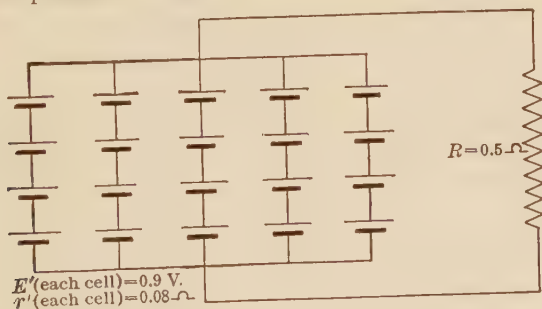 R=0.5 Ω
E'(each cell)=0.9 V.
r'(each cell)=0.08 Ω